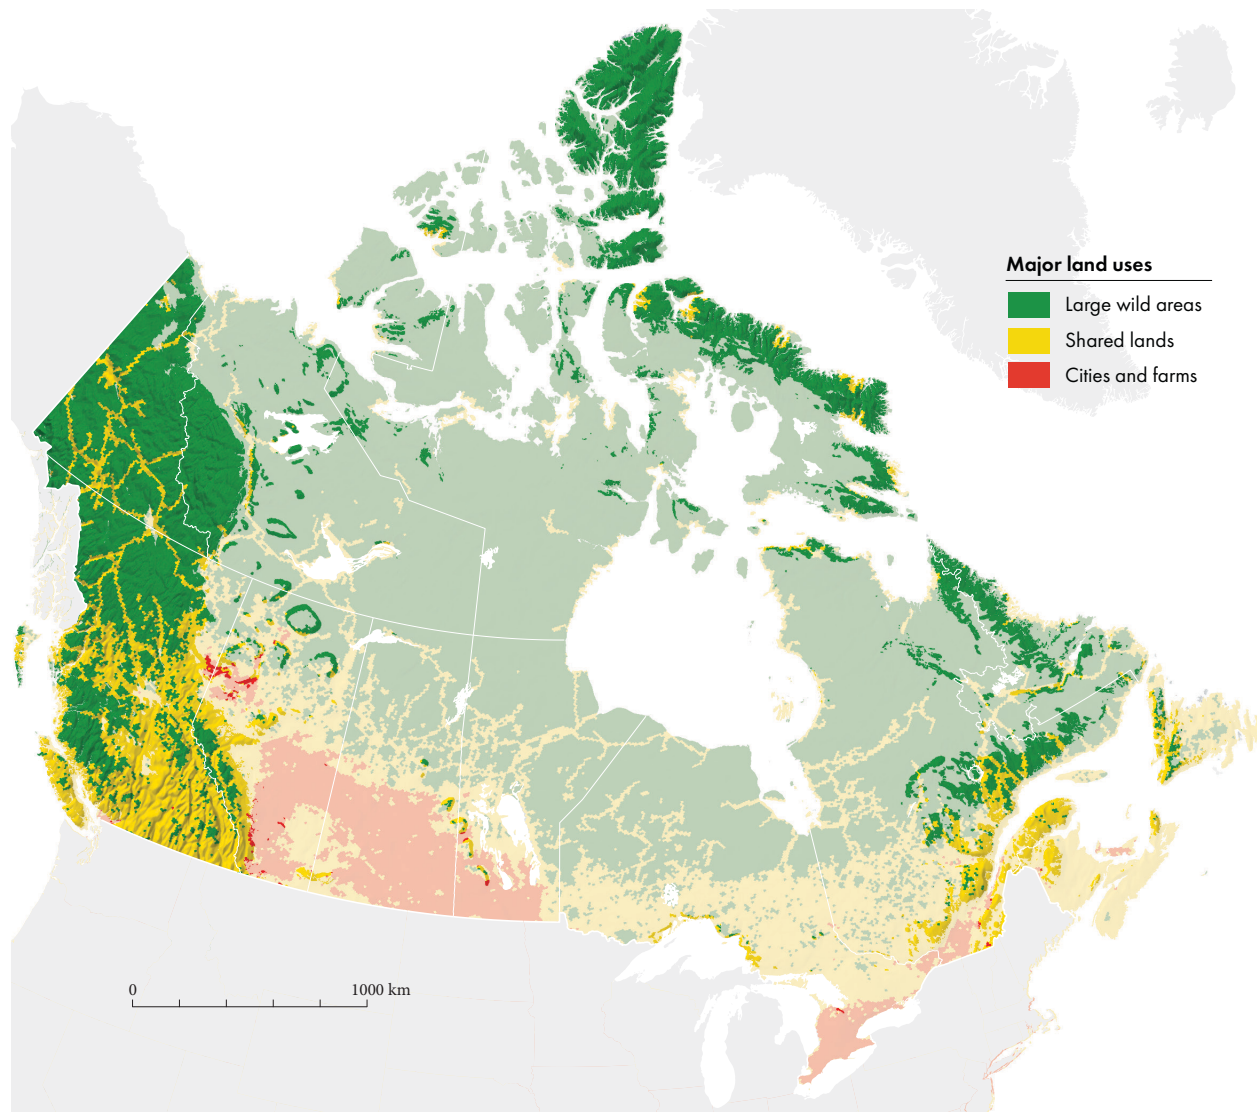 Major land uses
Large wild areas
Shared lands
Cities and farms
0 1000 km